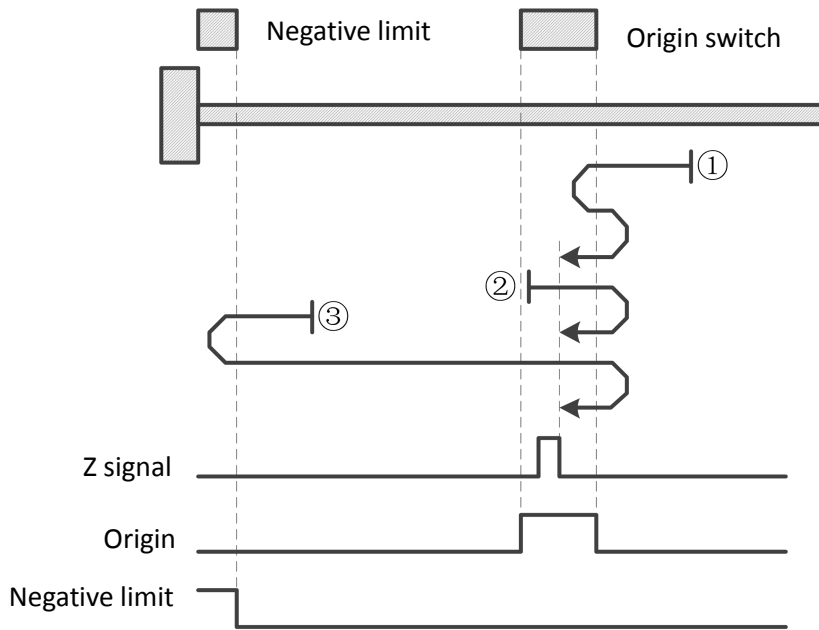 Negative limit
Origin switch
①
②
③
Z signal
Origin
Negative limit